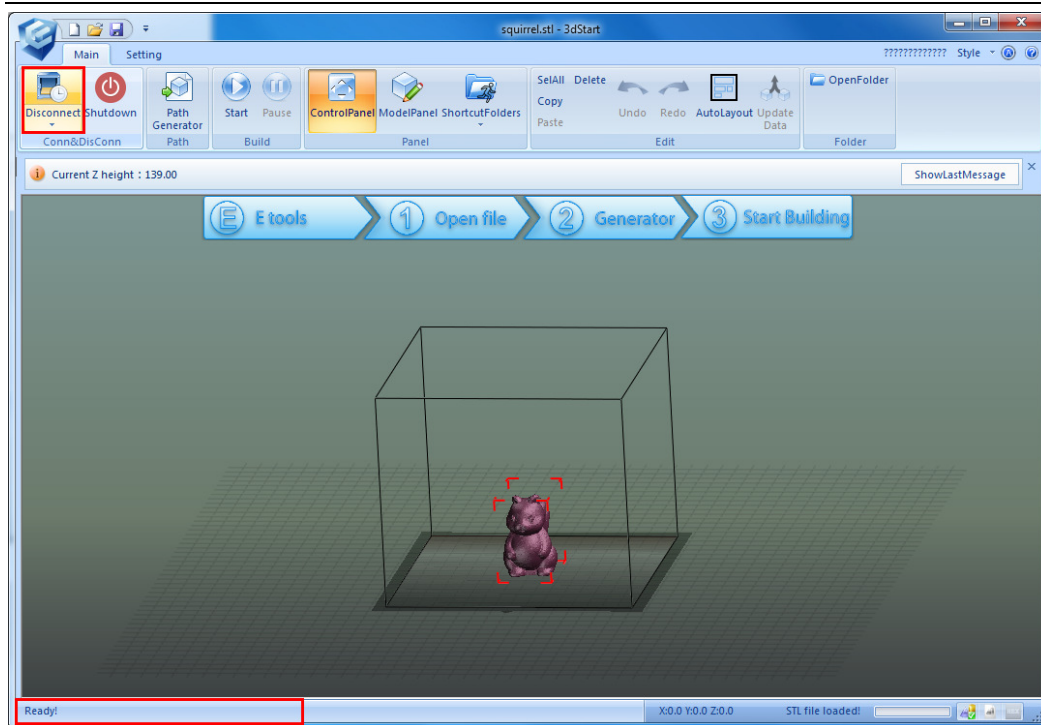 squirrel.stl - 3dStart
Main Setting ????????????? Style
SelAll Delete
Copy
Paste
Disconnect Shutdown Path Generator Start Pause ControlPanel ModelPanel ShortcutFolders Undo Redo AutoLayout Update Data OpenFolder
Conn&DisConn Path Build Panel Edit Folder
Current Z height : 139.00 ShowLastMessage
E E tools 1 Open file 2 Generator 3 Start Building
Ready! X:0.0 Y:0.0 Z:0.0 STL file loaded!